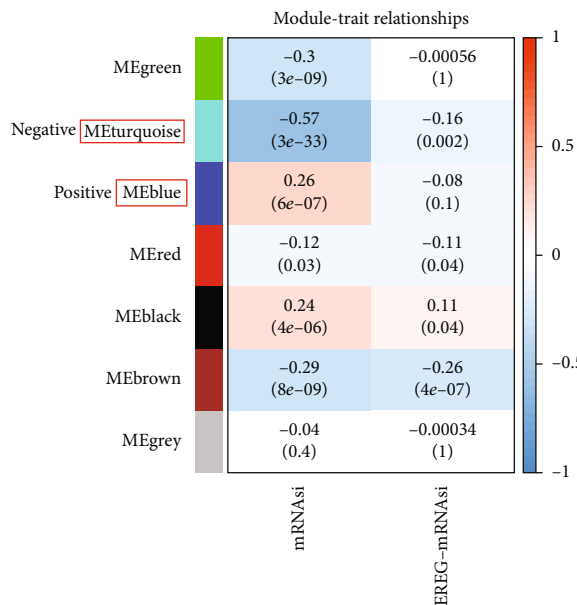 Module-trait relationships
MEgreen
−0.3
(3e−09)
−0.00056
(1)
Negative MEturquoise
−0.57
(3e−33)
−0.16
(0.002)
Positive MEblue
0.26
(6e−07)
−0.08
(0.1)
MEred
−0.12
(0.03)
−0.11
(0.04)
MEblack
0.24
(4e−06)
0.11
(0.04)
MEbrown
−0.29
(8e−09)
−0.26
(4e−07)
MEgrey
−0.04
(0.4)
−0.00034
(1)
mRNAsi
EREG−mRNAsi
1
0.5
0
−0.5
−1